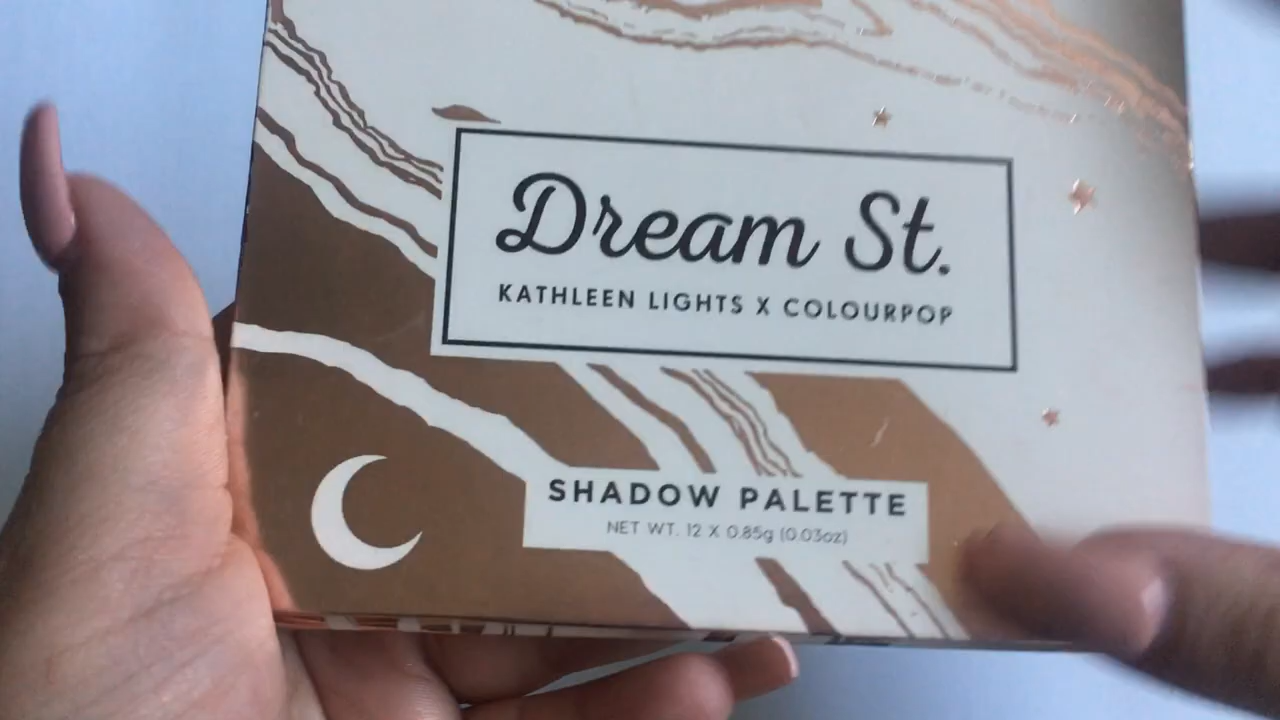 Dream St.
KATHLEEN LIGHTS X COLOURPOP
SHADOW PALETTE
NET WT. 12 X 0.85g (0.03oz)